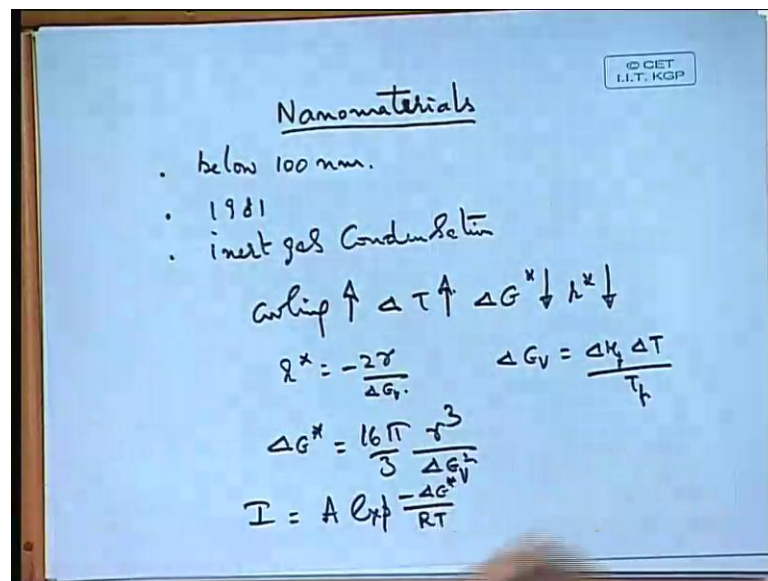 © CET
I.I.T. KGP
Nanomaterials
. below 100 nm.
. 1981
. inert gas Condensation
cooling ↑ ΔT ↑ ΔG* ↓ r* ↓
r* = -2γ / ΔGv. ΔGv = ΔHf ΔT / Tf
ΔG* = 16π/3 γ³/ΔGv²
I = A exp -ΔG*/RT